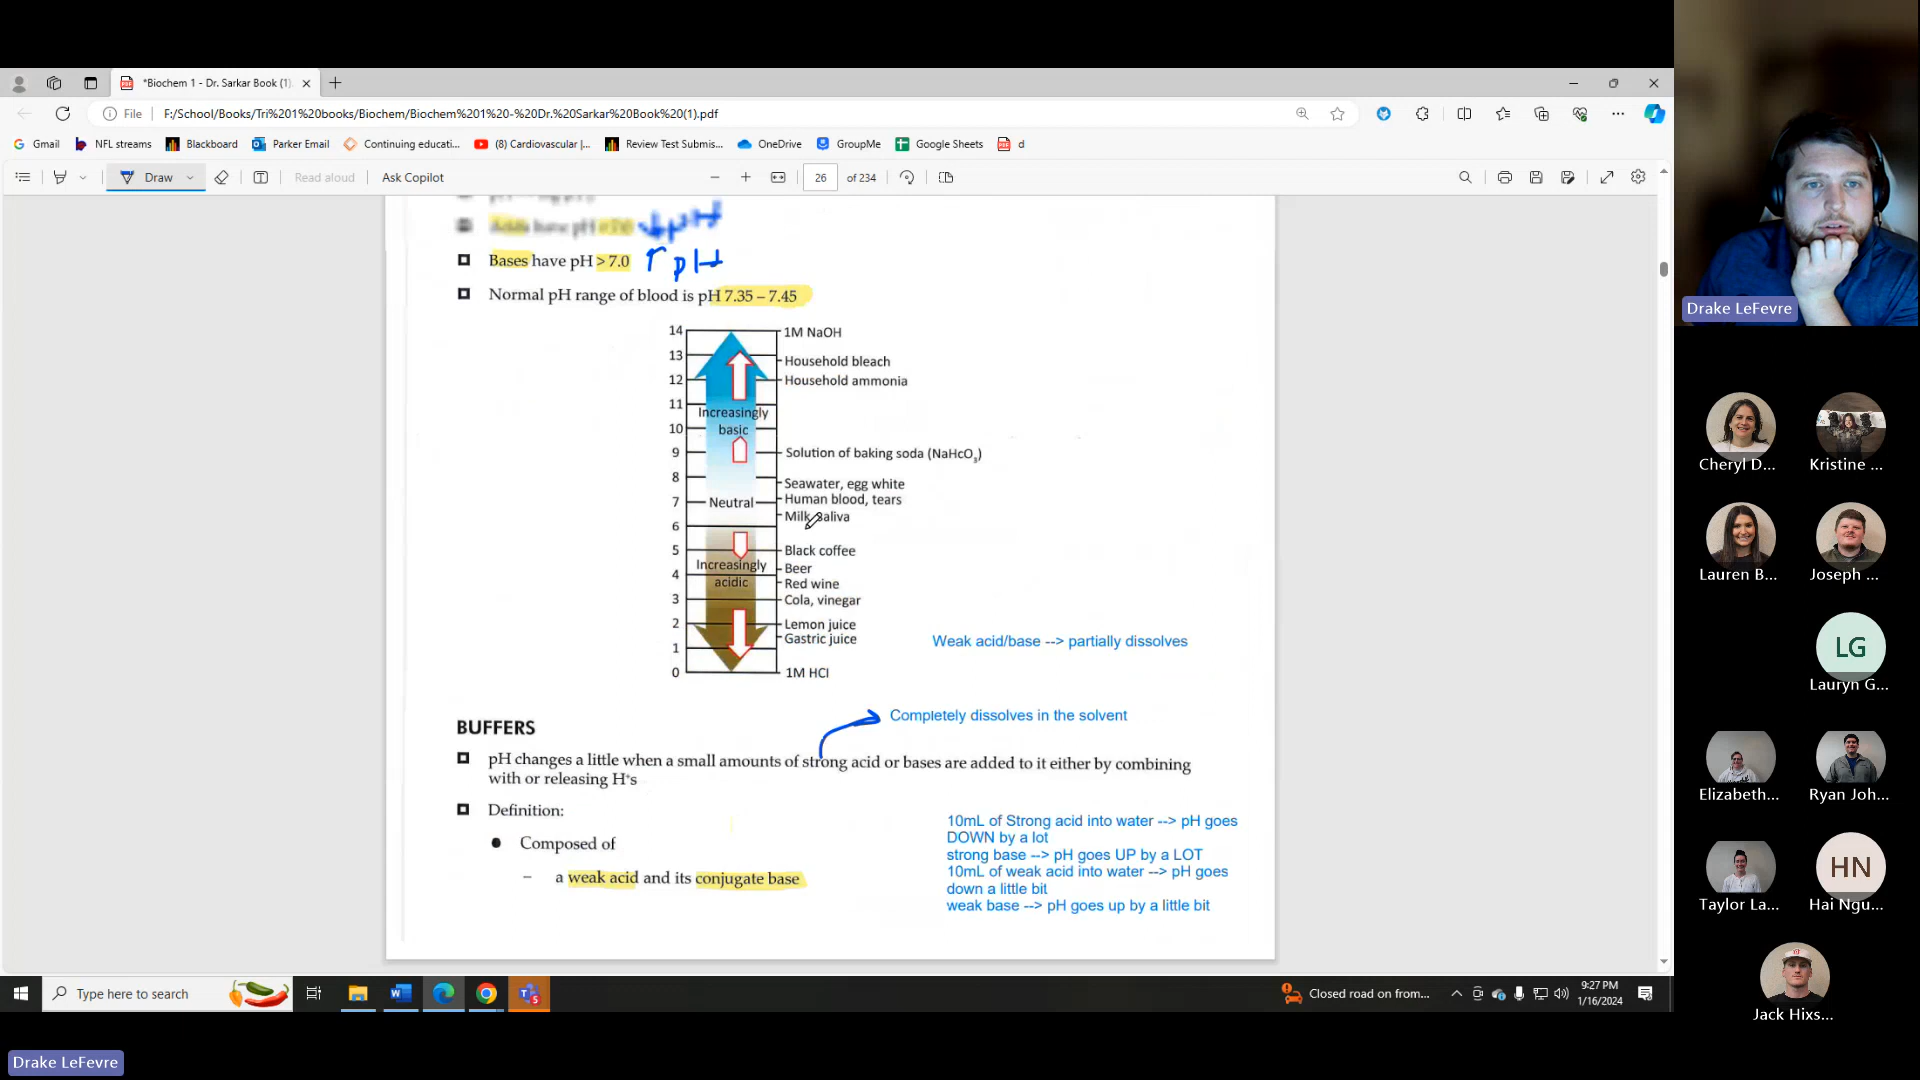 *Biochem 1 - Dr. Sarkar Book (1).
File
F:/School/Books/Tri%201%20books/Biochem/Biochem%201%20-%20Dr.%20Sarkar%20Book%20(1).pdf
Gmail
NFL streams
Blackboard
Parker Email
Continuing educati...
(8) Cardiovascular |...
Review Test Submis...
OneDrive
GroupMe
Google Sheets
d
Draw
Read aloud
Ask Copilot
26
of 234
Acids have pH
Bases have pH > 7.0 ↑ pH
Normal pH range of blood is pH 7.35 – 7.45
14 1M NaOH
13 Household bleach
12 Household ammonia
11 Increasingly
10 basic
9 Solution of baking soda (NaHcO3)
8 Seawater, egg white
7 Neutral Human blood, tears
6 Milk, saliva
5 Black coffee
Increasingly Beer
4 acidic Red wine
3 Cola, vinegar
2 Lemon juice
Gastric juice
1
0 1M HCl
Weak acid/base --> partially dissolves
Completely dissolves in the solvent
BUFFERS
pH changes a little when a small amounts of strong acid or bases are added to it either by combining
with or releasing H+s
Definition:
Composed of
– a weak acid and its conjugate base
10mL of Strong acid into water --> pH goes
DOWN by a lot
strong base --> pH goes UP by a LOT
10mL of weak acid into water --> pH goes
down a little bit
weak base --> pH goes up by a little bit
Type here to search
Closed road on from...
9:27 PM
1/16/2024
Drake LeFevre
Cheryl D...
Kristine ...
Lauren B...
Joseph ...
LG
Lauryn G...
Elizabeth...
Ryan Joh...
Taylor La...
HN
Hai Ngu...
Jack Hixs...
Drake LeFevre